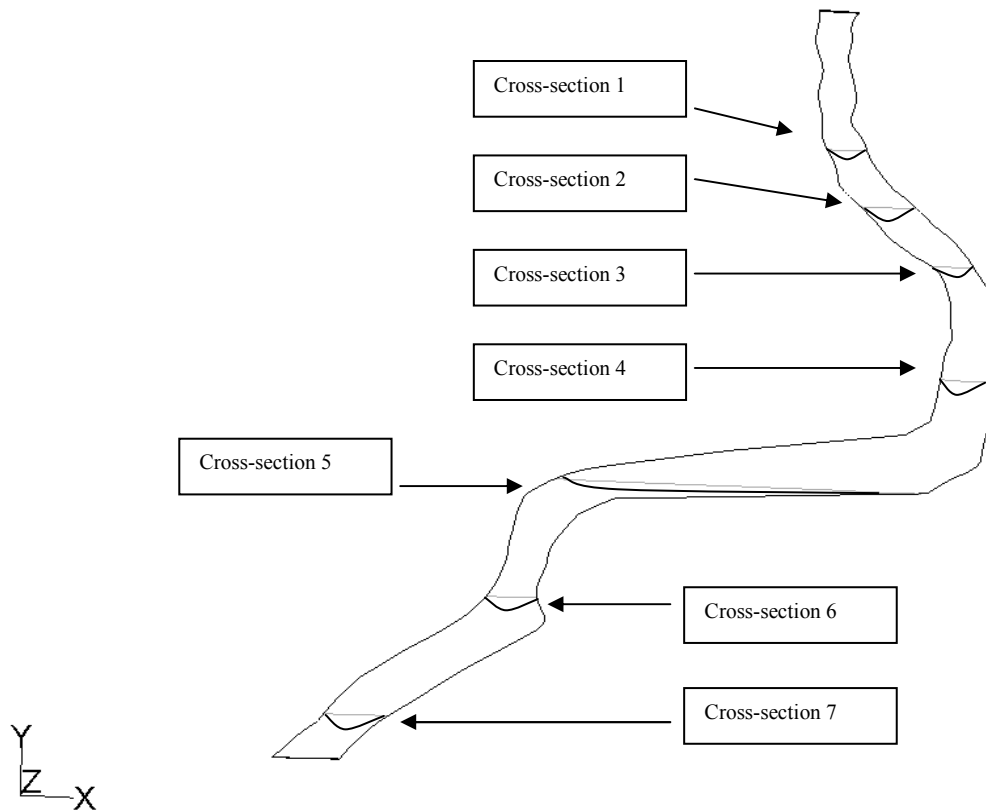 Cross-section 1
Cross-section 2
Cross-section 3
Cross-section 4
Cross-section 5
Cross-section 6
Cross-section 7
Y
Z
X